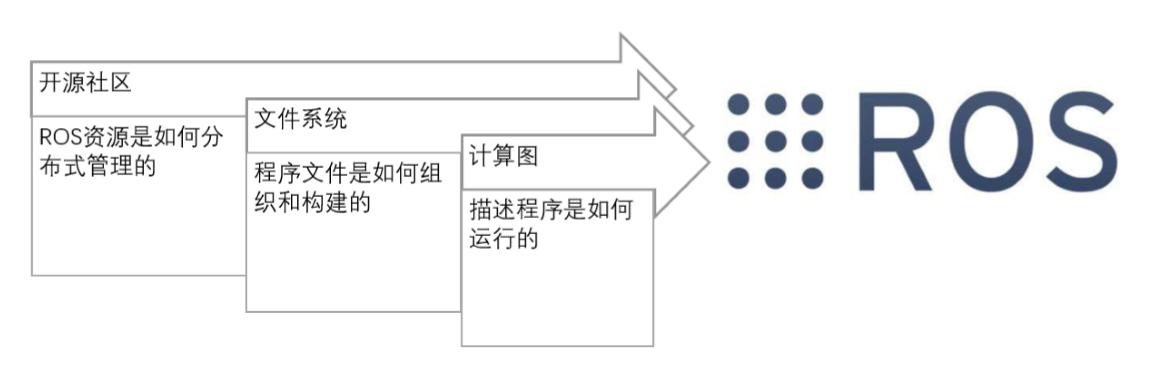 开源社区
ROS资源是如何分
布式管理的
文件系统
程序文件是如何组
织和构建的
计算图
描述程序是如何
运行的
ROS